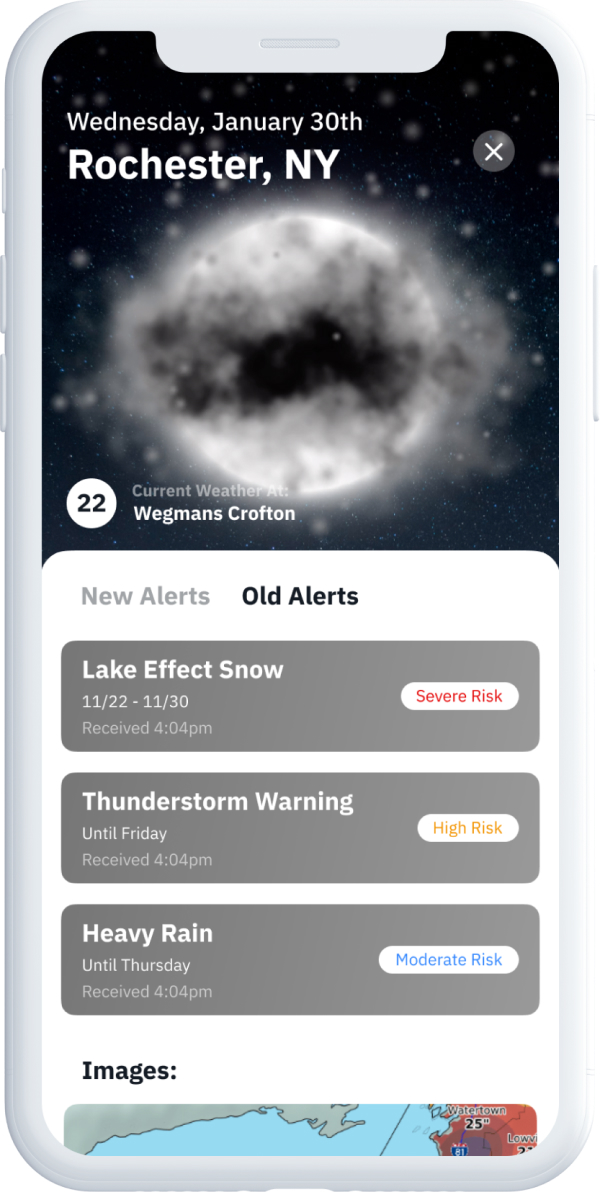 Wednesday, January 30th
Rochester, NY
22
Current Weather At:
Wegmans Crofton
New Alerts Old Alerts
Lake Effect Snow
11/22 - 11/30
Severe Risk
Received 4:04pm
Thunderstorm Warning
Until Friday
High Risk
Received 4:04pm
Heavy Rain
Until Thursday
Moderate Risk
Received 4:04pm
Images:
Watertown
25"
81